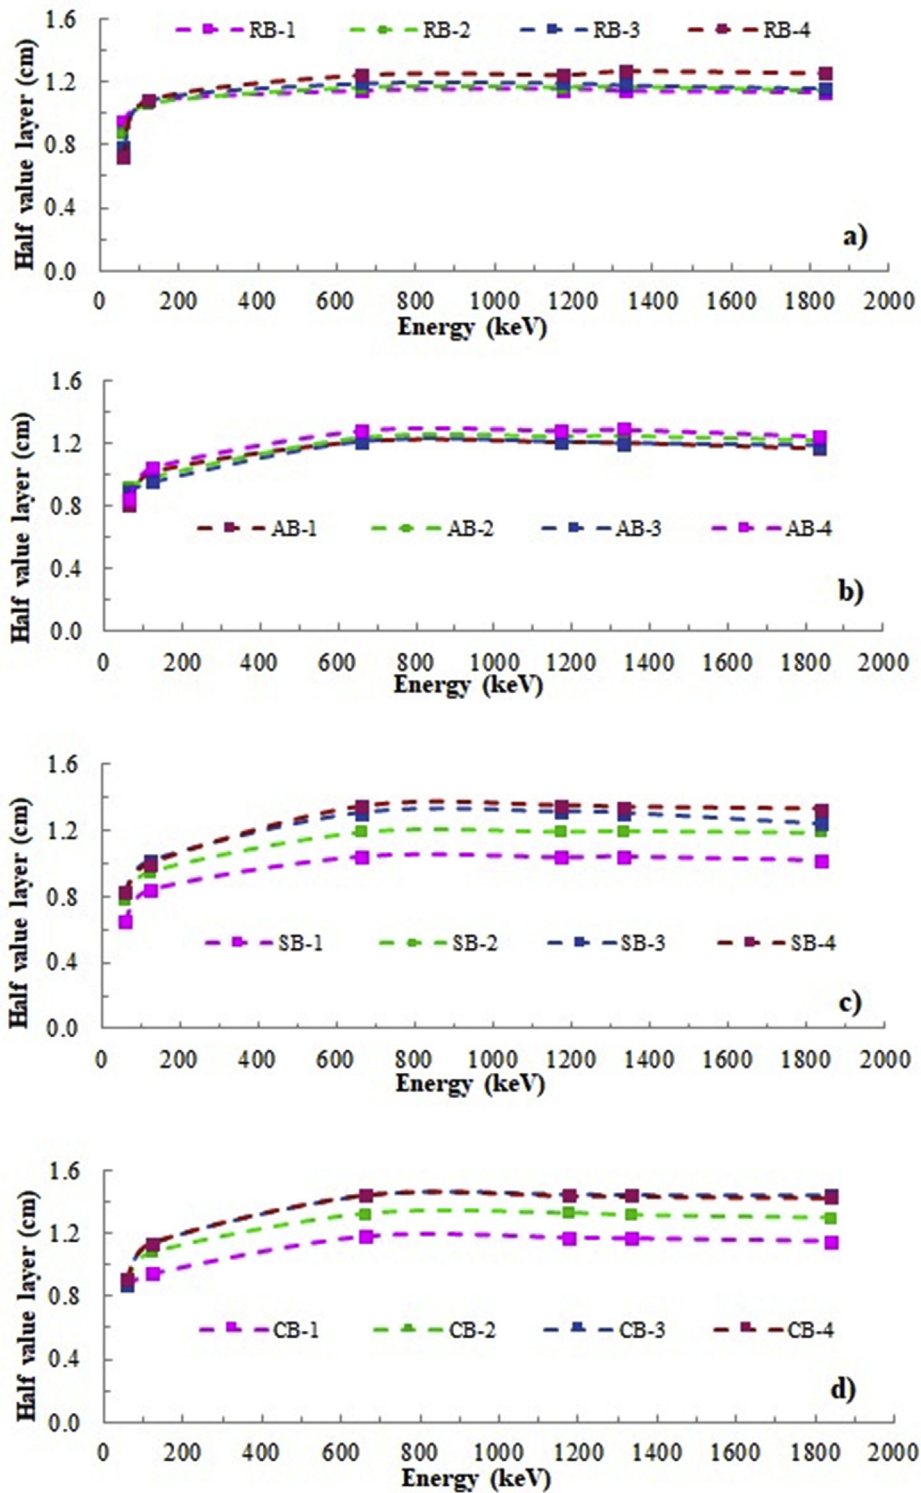 1.6
RB-1 RB-2 RB-3 RB-4
1.2
0.8
0.4
0.0
Half value layer (cm)
a)
0 200 400 600 800 1000 1200 1400 1600 1800 2000
Energy (keV)
1.6
1.2
0.8
AB-1 AB-2 AB-3 AB-4
0.4
0.0
Half value layer (cm)
b)
0 200 400 600 800 1000 1200 1400 1600 1800 2000
Energy (keV)
1.6
1.2
0.8
SB-1 SB-2 SB-3 SB-4
0.4
0.0
Half value layer (cm)
c)
0 200 400 600 800 1000 1200 1400 1600 1800 2000
Energy (keV)
1.6
1.2
0.8
CB-1 CB-2 CB-3 CB-4
0.4
0.0
Half value layer (cm)
d)
0 200 400 600 800 1000 1200 1400 1600 1800 2000
Energy (keV)